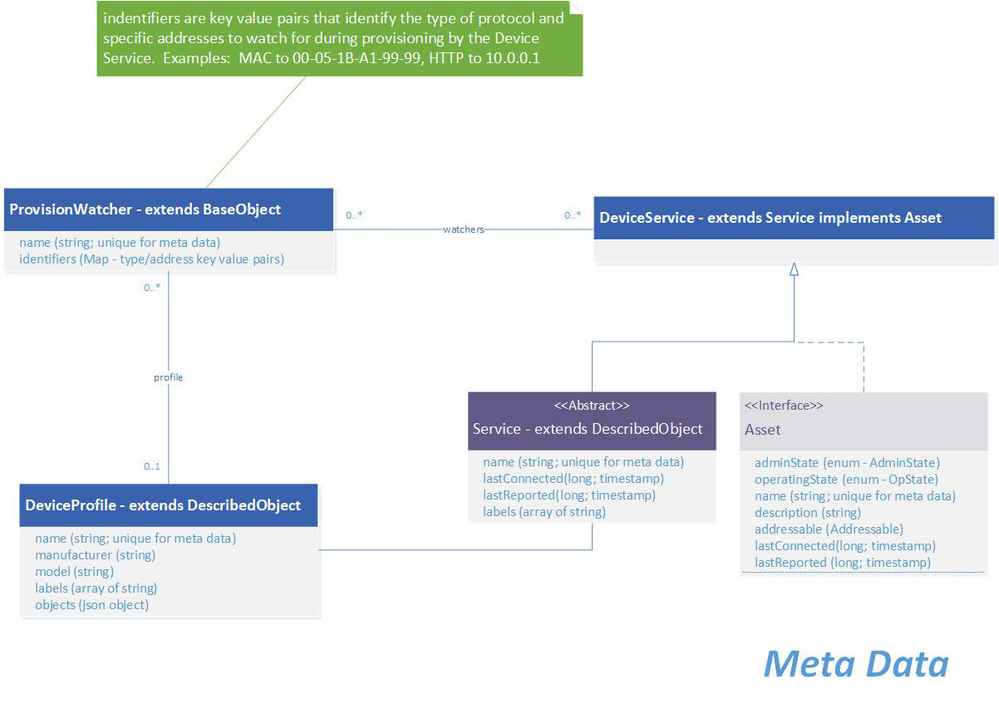 indentifiers are key value pairs that identify the type of protocol and
specific addresses to watch for during provisioning by the Device
Service. Examples: MAC to 00-05-1B-A1-99-99, HTTP to 10.0.0.1
ProvisionWatcher - extends BaseObject
name (string; unique for meta data)
identifiers (Map - type/address key value pairs)
0..*
watchers
0..*
DeviceService - extends Service implements Asset
0..*
profile
0..1
<<Abstract>>
Service - extends DescribedObject
name (string; unique for meta data)
lastConnected(long; timestamp)
lastReported(long; timestamp)
labels (array of string)
<<Interface>>
Asset
adminState (enum - AdminState)
operatingState (enum - OpState)
name (string; unique for meta data)
description (string)
addressable (Addressable)
lastConnected(long; timestamp)
lastReported (long; timestamp)
DeviceProfile - extends DescribedObject
name (string; unique for meta data)
manufacturer (string)
model (string)
labels (array of string)
objects (json object)
Meta Data